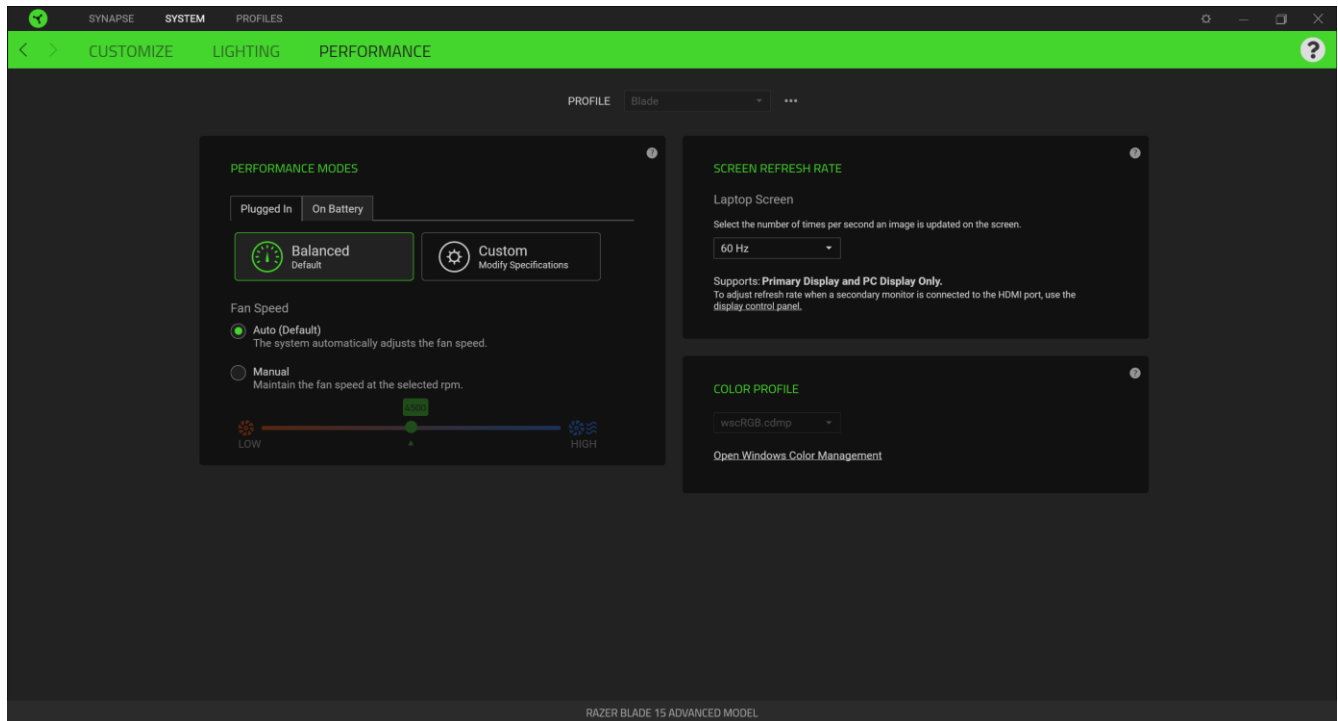 SYNAPSE SYSTEM PROFILES
CUSTOMIZE LIGHTING PERFORMANCE ?
PROFILE Blade •••
PERFORMANCE MODES ?
Plugged In On Battery
Balanced
Default
Custom
Modify Specifications
Fan Speed
Auto (Default)
The system automatically adjusts the fan speed.
Manual
Maintain the fan speed at the selected rpm.
4500
LOW HIGH
SCREEN REFRESH RATE ?
Laptop Screen
Select the number of times per second an image is updated on the screen.
60 Hz
Supports: Primary Display and PC Display Only.
To adjust refresh rate when a secondary monitor is connected to the HDMI port, use the
display control panel.
COLOR PROFILE ?
wscRGB.cdmp
Open Windows Color Management
RAZER BLADE 15 ADVANCED MODEL